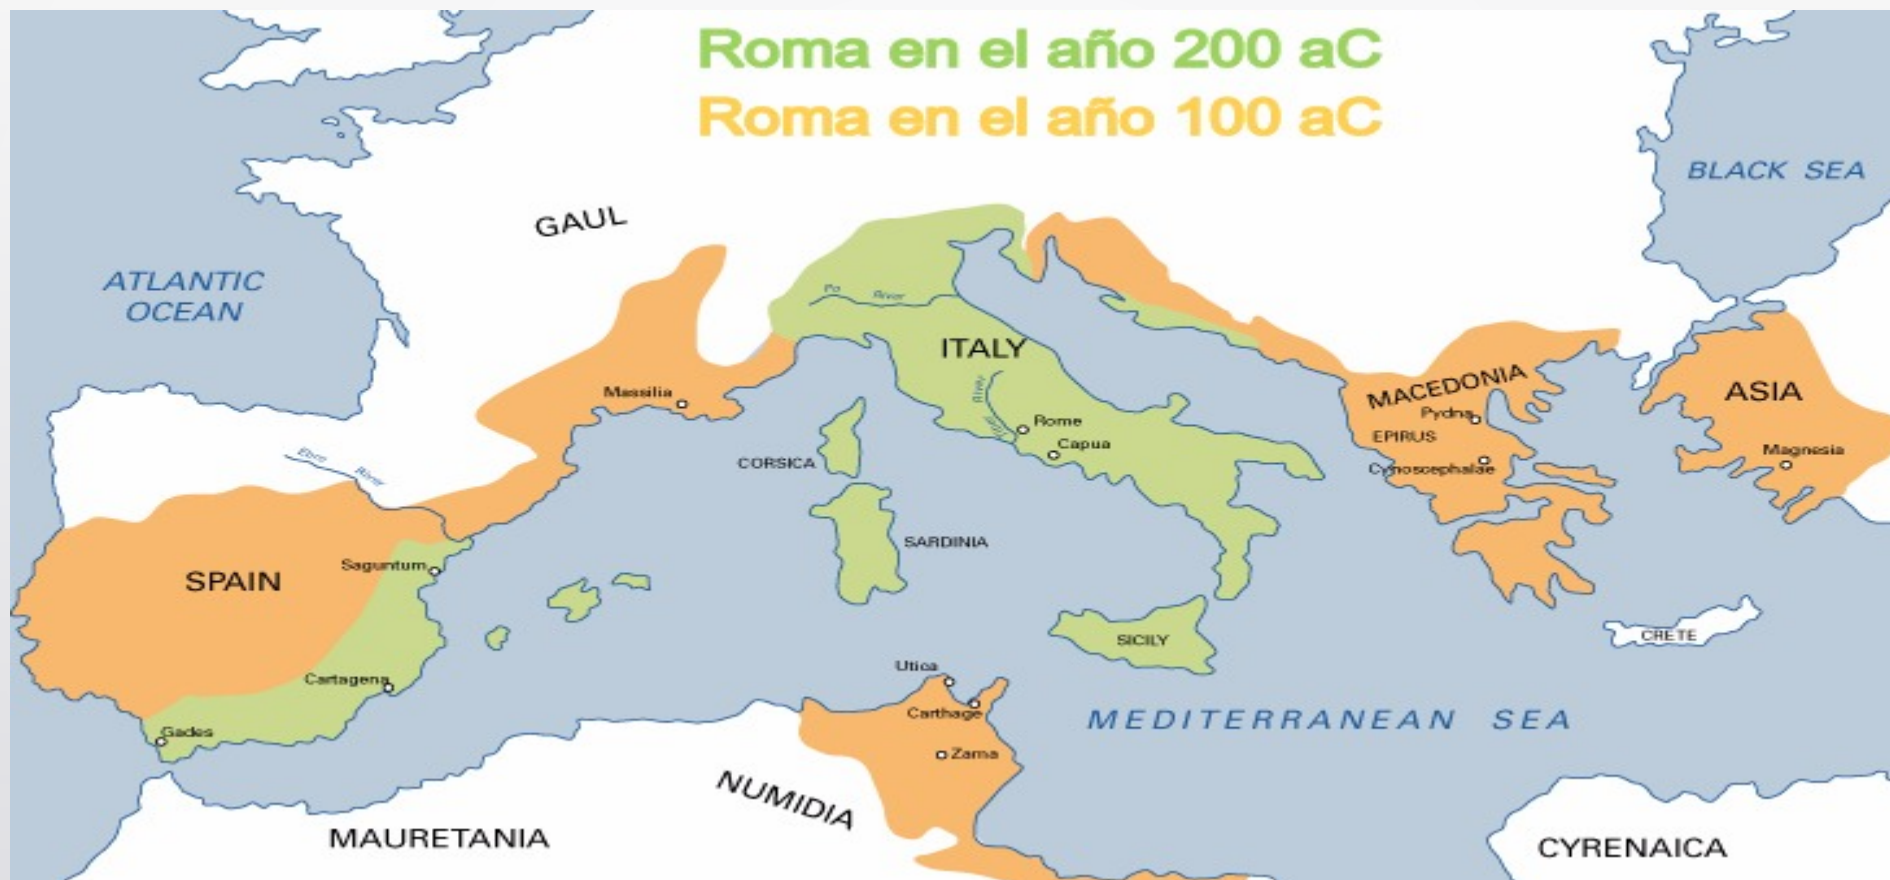 Roma en el año 200 aC
Roma en el año 100 aC
BLACK SEA
GAUL
ATLANTIC
OCEAN
Po River
ITALY
Massilia
MACEDONIA
ASIA
Pydna
River
Tiber
Rome
EPIRUS
Capua
Magnesia
Ebro River
CORSICA
Cynoscephalae
SARDINIA
Saguntum
SPAIN
SICILY
CRETE
Utica
Cartagena
Carthage
MEDITERRANEAN SEA
Gades
Zama
NUMIDIA
MAURETANIA
CYRENAICA